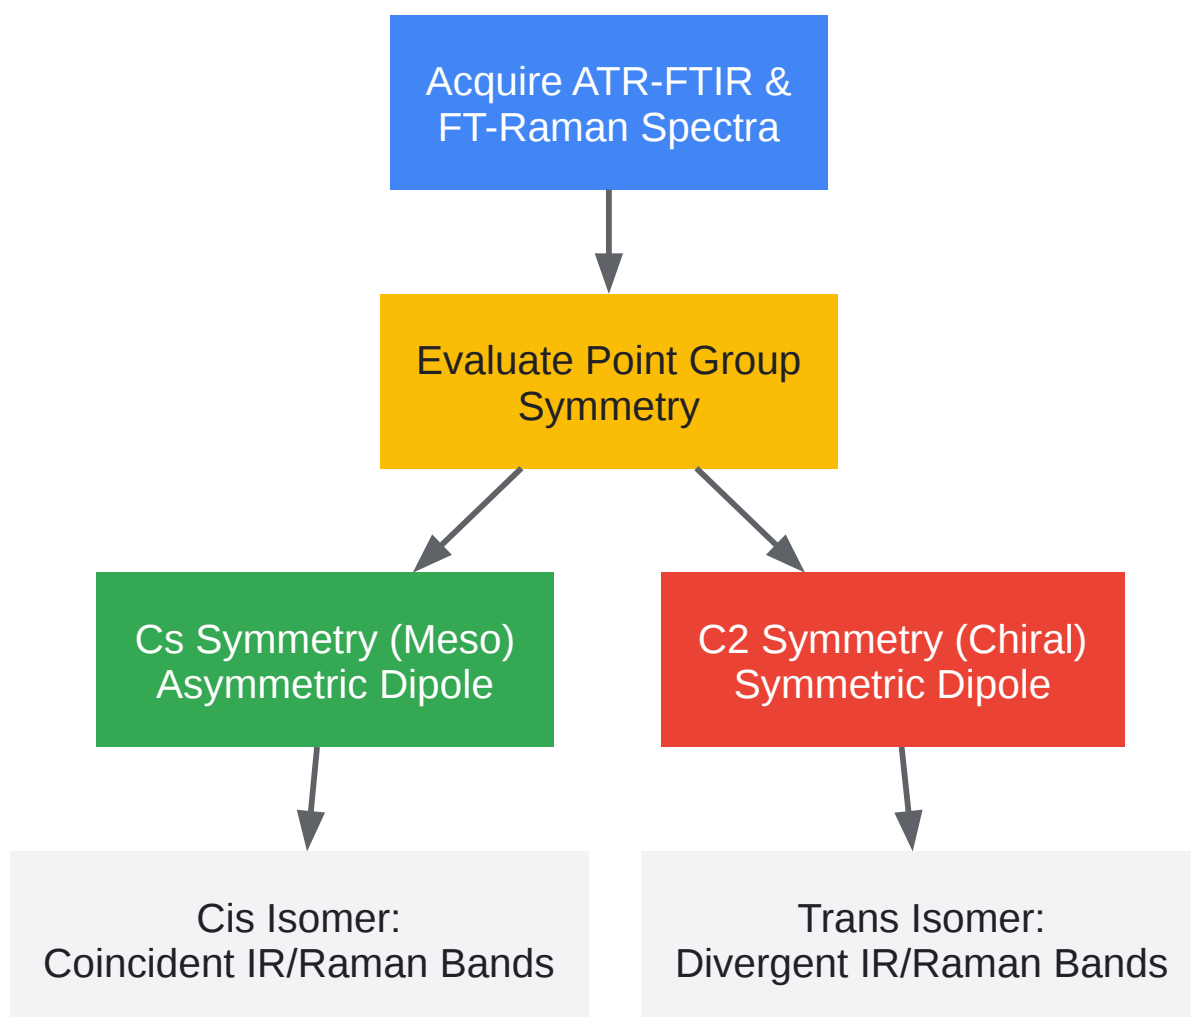 Acquire ATR-FTIR &
FT-Raman Spectra
Evaluate Point Group
Symmetry
Cs Symmetry (Meso)
Asymmetric Dipole
C2 Symmetry (Chiral)
Symmetric Dipole
Cis Isomer:
Coincident IR/Raman Bands
Trans Isomer:
Divergent IR/Raman Bands